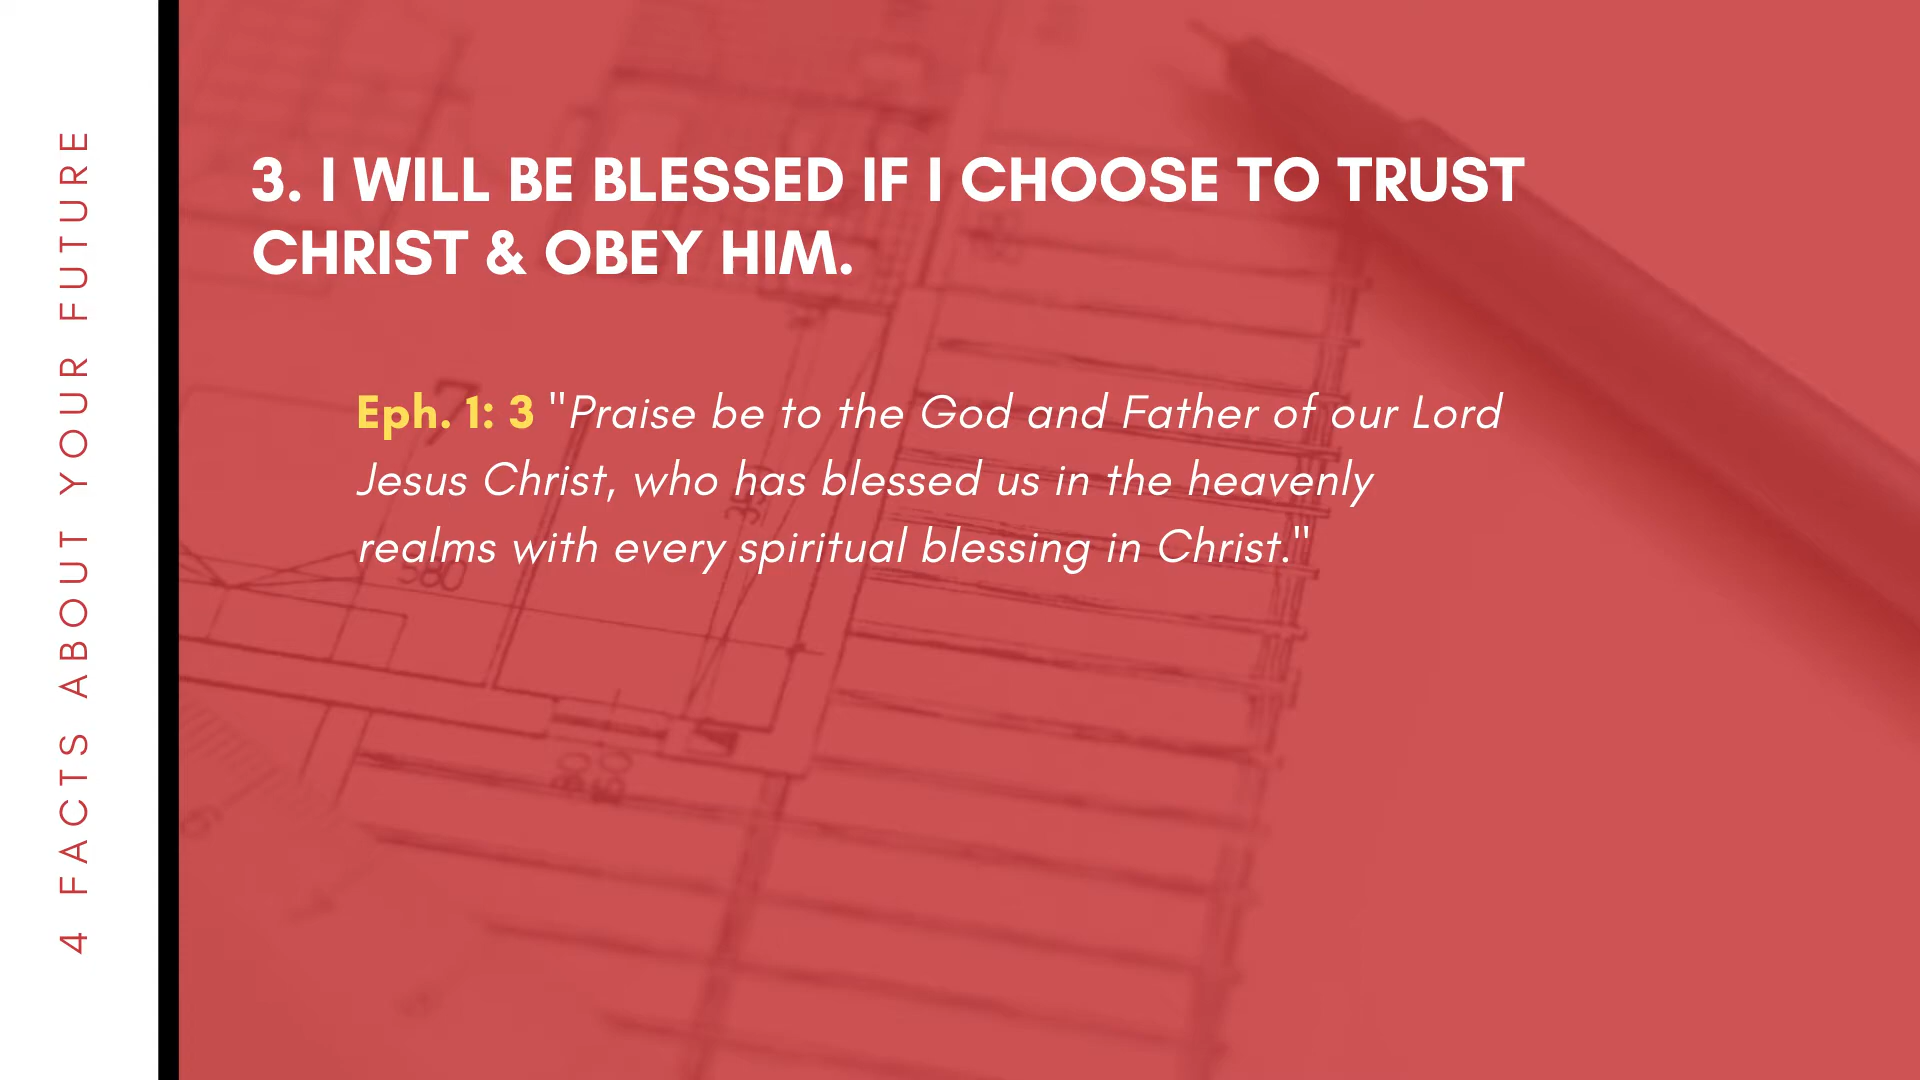 4 FACTS ABOUT YOUR FUTURE
3. I WILL BE BLESSED IF I CHOOSE TO TRUST
CHRIST & OBEY HIM.
Eph. 1: 3 "Praise be to the God and Father of our Lord
Jesus Christ, who has blessed us in the heavenly
realms with every spiritual blessing in Christ."